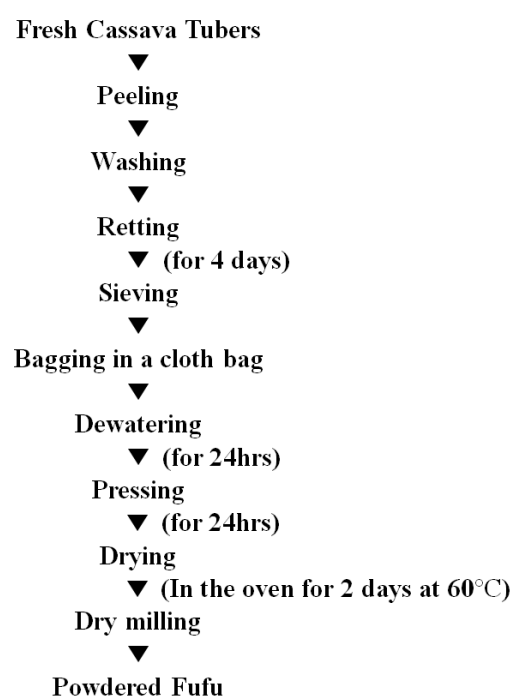 Fresh Cassava Tubers
Peeling
Washing
Retting
(for 4 days)
Sieving
Bagging in a cloth bag
Dewatering
(for 24hrs)
Pressing
(for 24hrs)
Drying
(In the oven for 2 days at 60°C)
Dry milling
Powdered Fufu